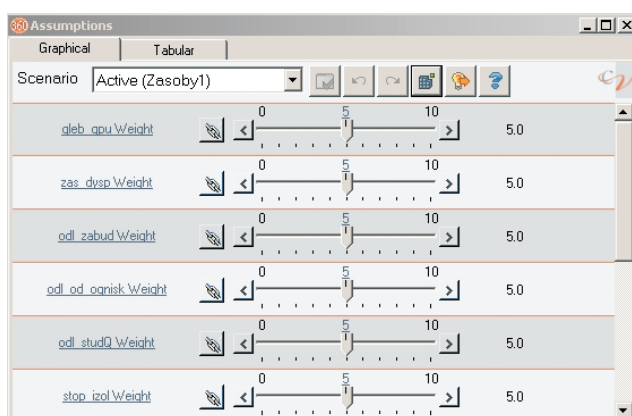 360 Assumptions
Graphical Tabular
Scenario Active (Zasoby1)
0 5 10
gleb_gpu Weight 5.0
0 5 10
zas_dysp Weight 5.0
0 5 10
odl_zabud Weight 5.0
0 5 10
odl_od_ognisk Weight 5.0
0 5 10
odl_studQ Weight 5.0
0 5 10
stop_izol Weight 5.0